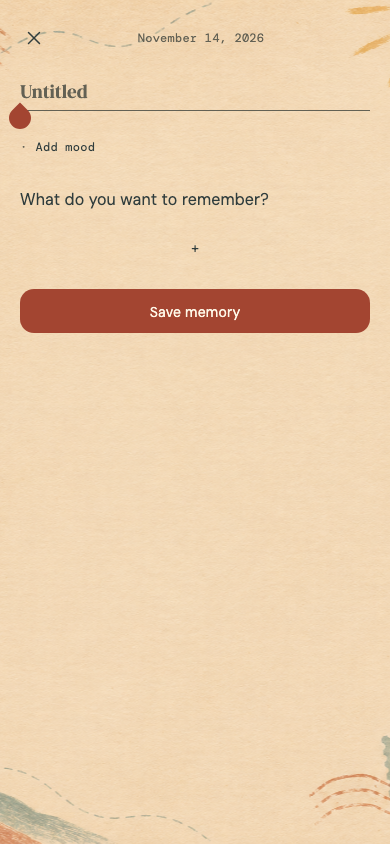 November 14, 2026
Untitled
· Add mood
What do you want to remember?
+
Save memory